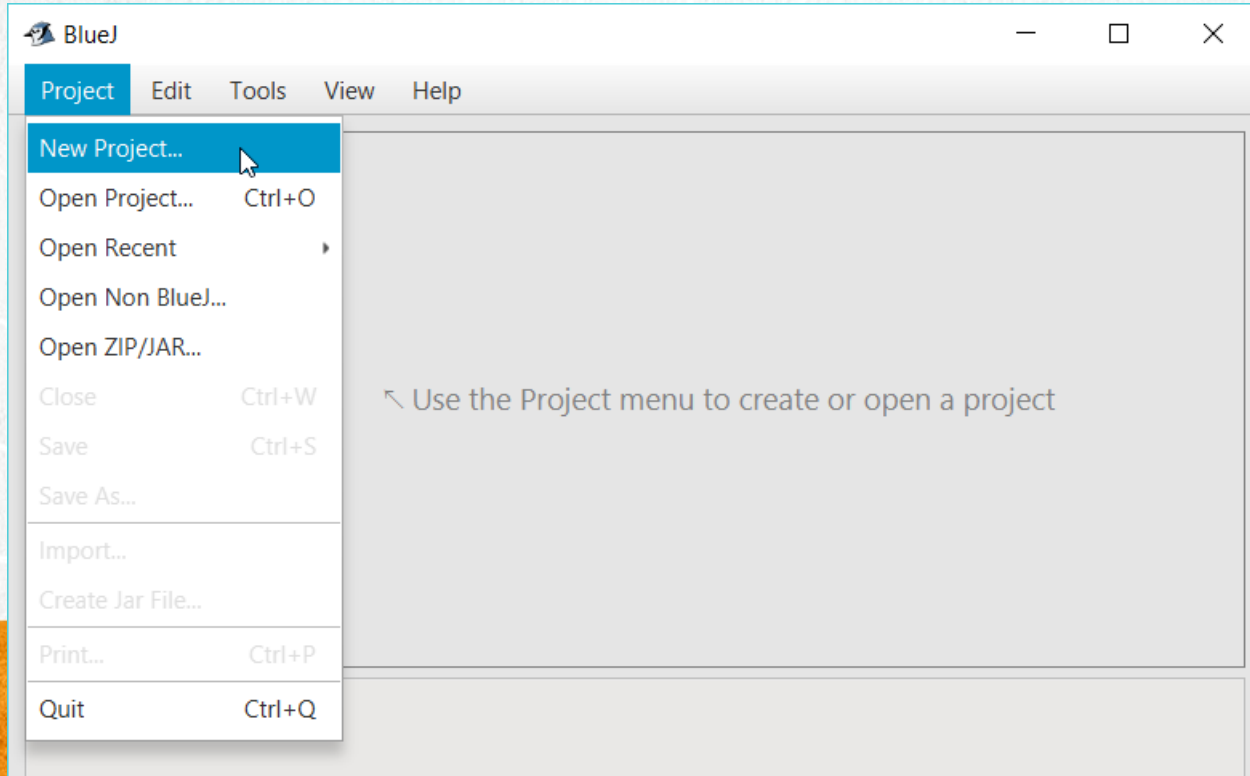 BlueJ
Project Edit Tools View Help
New Project...
Open Project... Ctrl+O
Open Recent
Open Non BlueJ...
Open ZIP/JAR...
Close Ctrl+W
Save Ctrl+S
Save As...
Import...
Create Jar File...
Print... Ctrl+P
Quit Ctrl+Q
Use the Project menu to create or open a project